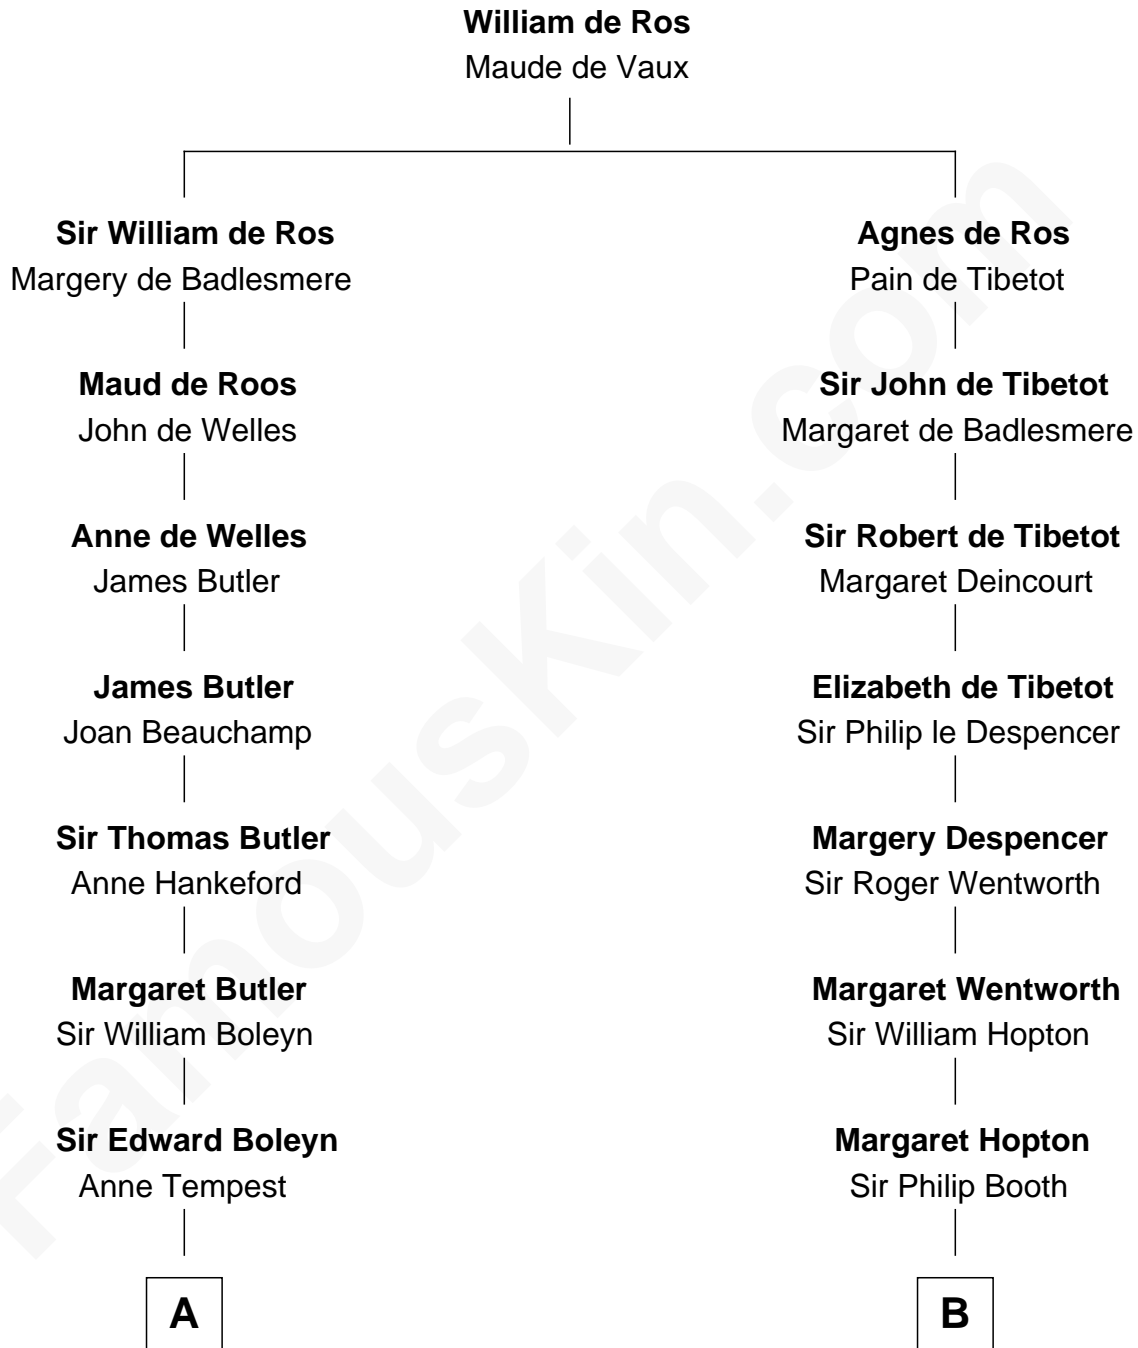 William de Ros
Maude de Vaux
Sir William de Ros
Margery de Badlesmere
Maud de Roos
John de Welles
Anne de Welles
James Butler
James Butler
Joan Beauchamp
Sir Thomas Butler
Anne Hankeford
Margaret Butler
Sir William Boleyn
Sir Edward Boleyn
Anne Tempest
A
Agnes de Ros
Pain de Tibetot
Sir John de Tibetot
Margaret de Badlesmere
Sir Robert de Tibetot
Margaret Deincourt
Elizabeth de Tibetot
Sir Philip le Despencer
Margery Despencer
Sir Roger Wentworth
Margaret Wentworth
Sir William Hopton
Margaret Hopton
Sir Philip Booth
B
FamousKin.com